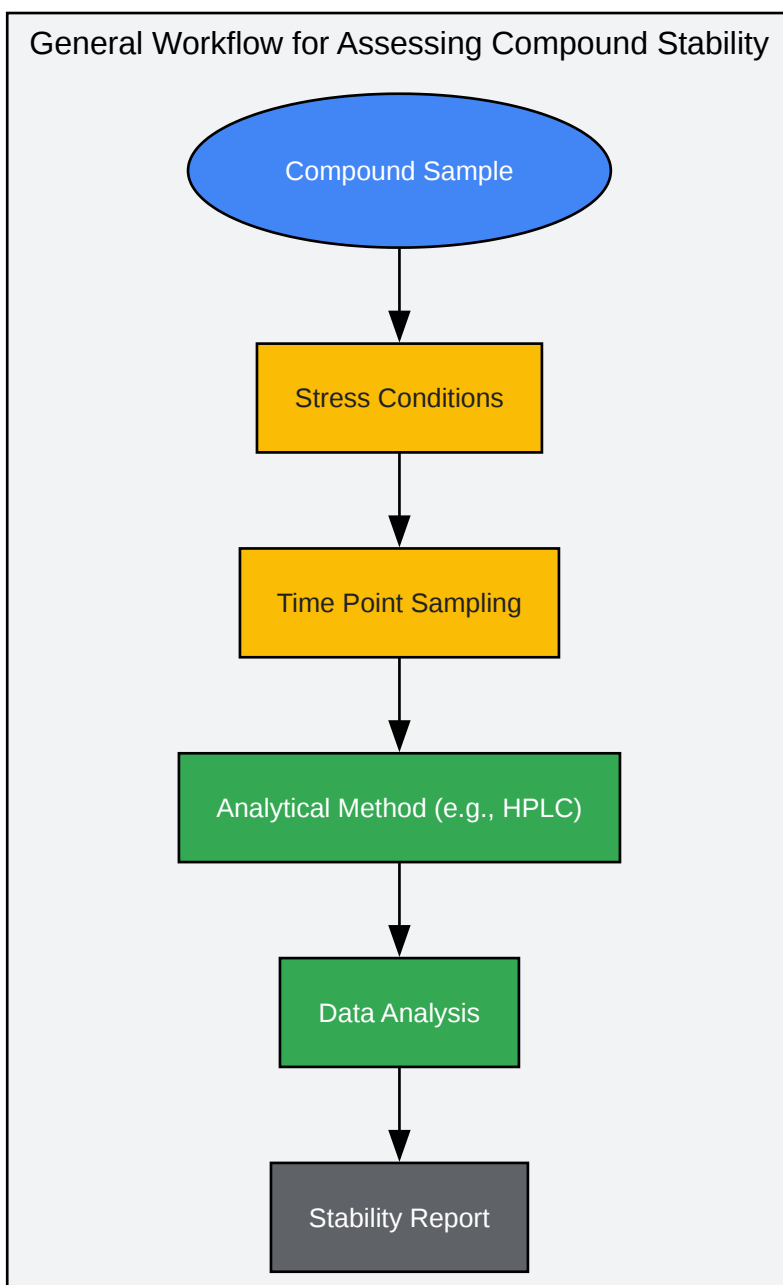 General Workflow for Assessing Compound Stability
Compound Sample
Stress Conditions
Time Point Sampling
Analytical Method (e.g., HPLC)
Data Analysis
Stability Report